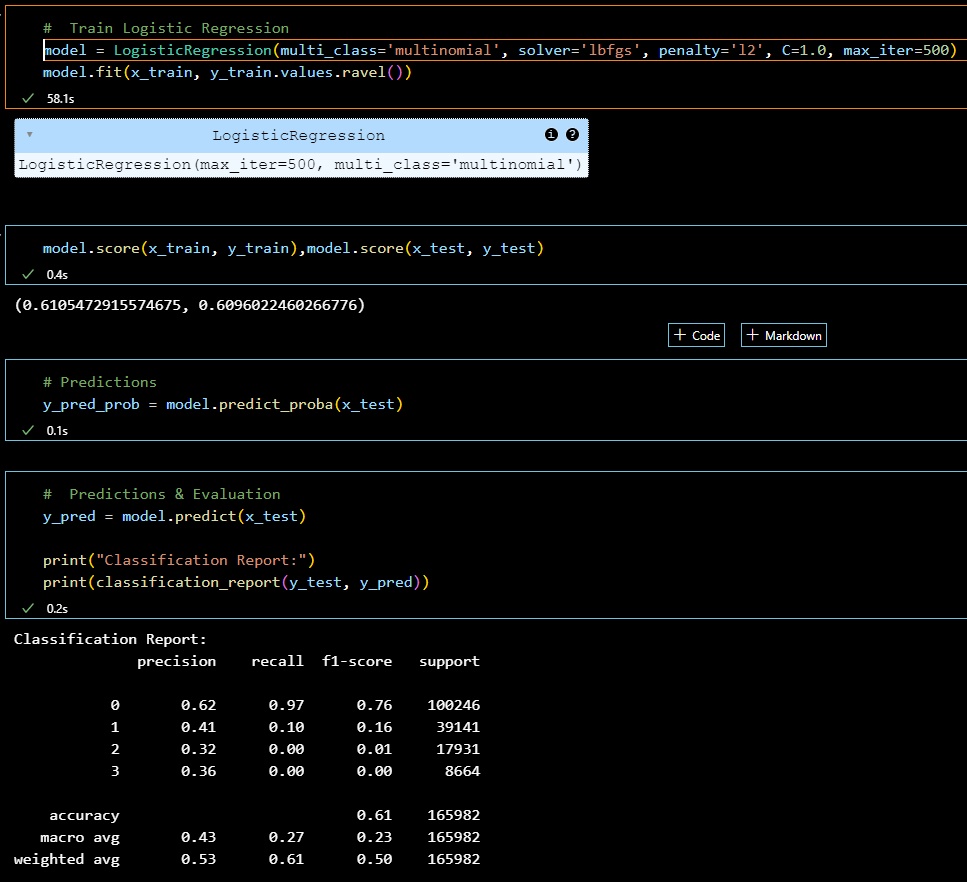 #  Train Logistic Regression
model = LogisticRegression(multi_class='multinomial', solver='lbfgs', penalty='l2', C=1.0, max_iter=500)
model.fit(x_train, y_train.values.ravel())
58.1s
LogisticRegression
LogisticRegression(max_iter=500, multi_class='multinomial')
model.score(x_train, y_train),model.score(x_test, y_test)
0.4s
(0.6105472915574675, 0.6096022460266776)
+ Code + Markdown
# Predictions
y_pred_prob = model.predict_proba(x_test)
0.1s
#  Predictions & Evaluation
y_pred = model.predict(x_test)
print("Classification Report:")
print(classification_report(y_test, y_pred))
0.2s
Classification Report:
precision recall f1-score support
0 0.62 0.97 0.76 100246
1 0.41 0.10 0.16 39141
2 0.32 0.00 0.01 17931
3 0.36 0.00 0.00 8664
accuracy 0.61 165982
macro avg 0.43 0.27 0.23 165982
weighted avg 0.53 0.61 0.50 165982